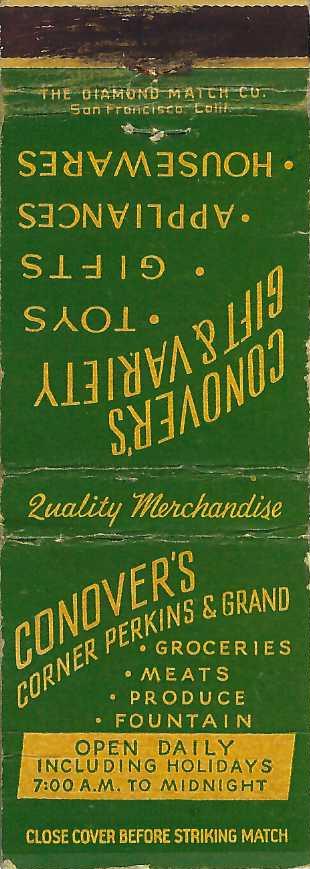 THE DIAMOND MATCH CO.
San Francisco, Calif.
CONOVER'S
GIFT & VARIETY
• TOYS
• GIFTS
• APPLIANCES
• HOUSEWARES
Quality Merchandise
CONOVER'S
CORNER PERKINS & GRAND
• GROCERIES
• MEATS
• PRODUCE
• FOUNTAIN
OPEN DAILY
INCLUDING HOLIDAYS
7:00 A.M. TO MIDNIGHT
CLOSE COVER BEFORE STRIKING MATCH